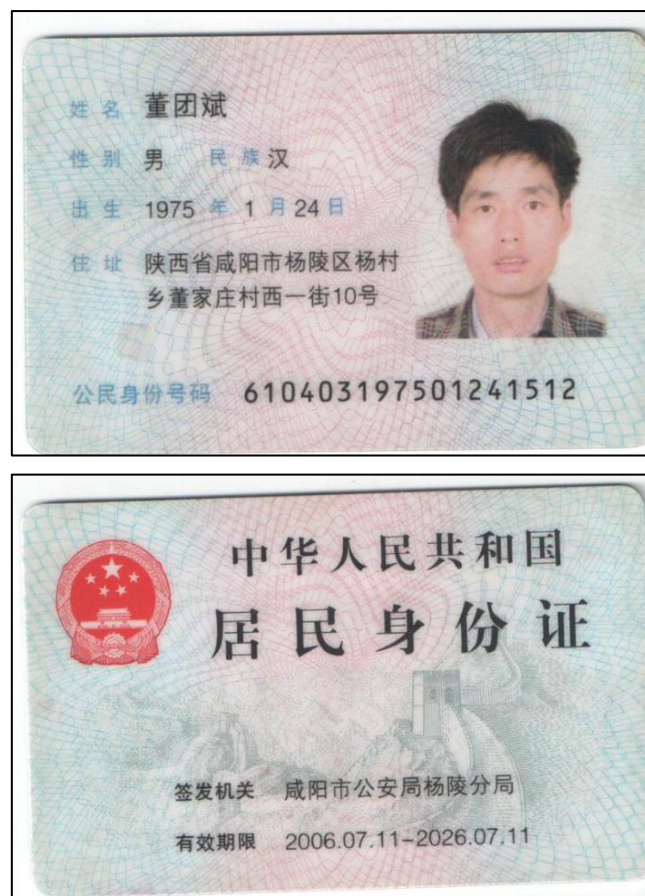 姓名 董团斌
性别 男 民族 汉
出生 1975 年 1 月 24 日
住址 陕西省咸阳市杨陵区杨村
乡董家庄村西一街10号
公民身份号码 610403197501241512
中华人民共和国
居民身份证
签发机关 咸阳市公安局杨陵分局
有效期限 2006.07.11-2026.07.11